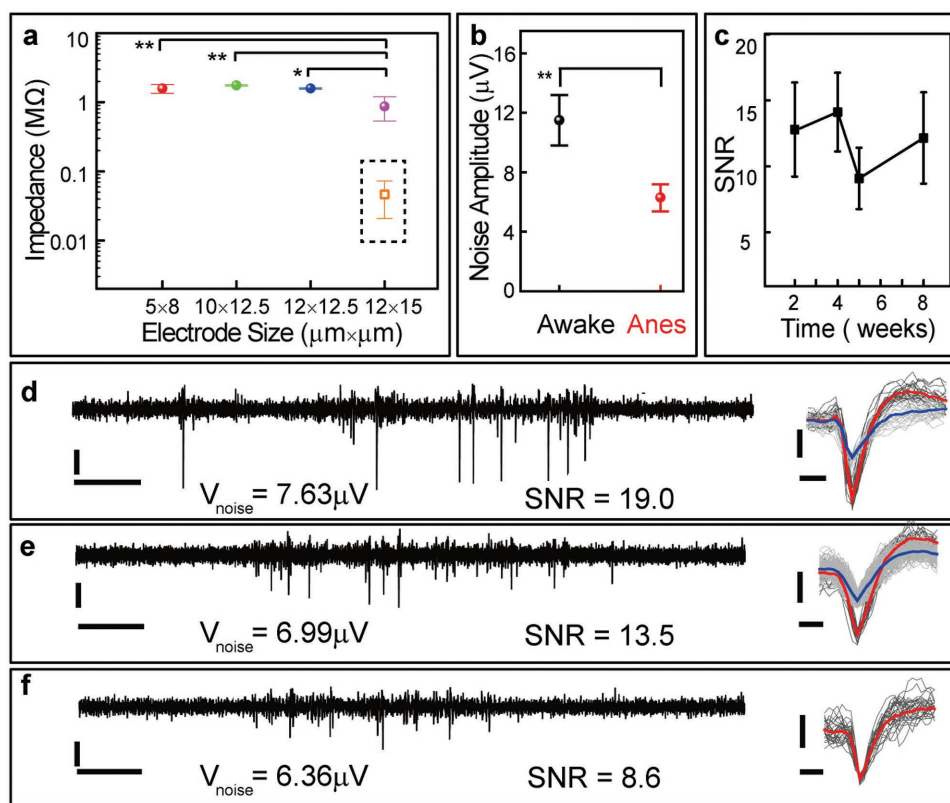 a
Impedance (MΩ)
10
1
0.1
0.01
**
**
*
5×8 10×12.5 12×12.5 12×15
Electrode Size (μm×μm)
b
Noise Amplitude (μV)
16
12
8
4
0
**
Awake Anes
c
SNR
20
15
10
5
2 4 6 8
Time ( weeks)
d
Vnoise = 7.63μV SNR = 19.0
e
Vnoise = 6.99μV SNR = 13.5
f
Vnoise = 6.36μV SNR = 8.6